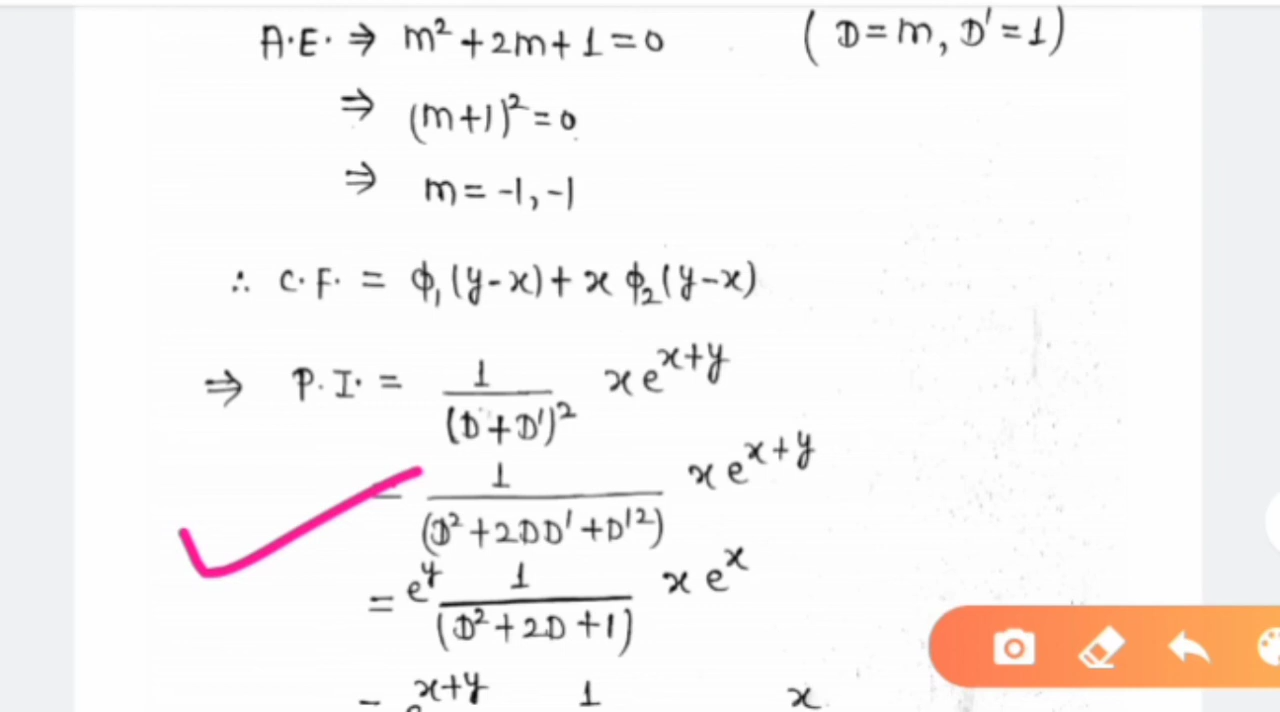 A.E. ⇒ m² + 2m + 1 = 0 ( D = m, D' = 1 )
⇒ (m+1)² = 0
⇒ m = -1, -1
∴ C.F. = ϕ₁(y-x) + x ϕ₂(y-x)
⇒ P.I. = 1/(D+D')² x e^(x+y)
= 1/(D²+2DD'+D'²) x e^(x+y)
= e^y 1/(D²+2D+1) x e^x
= e^(x+y) 1 x